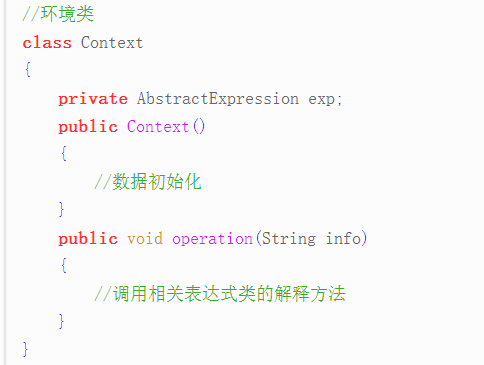 //环境类
class Context
{
    private AbstractExpression exp;
    public Context()
    {
        //数据初始化
    }
    public void operation(String info)
    {
        //调用相关表达式类的解释方法
    }
}